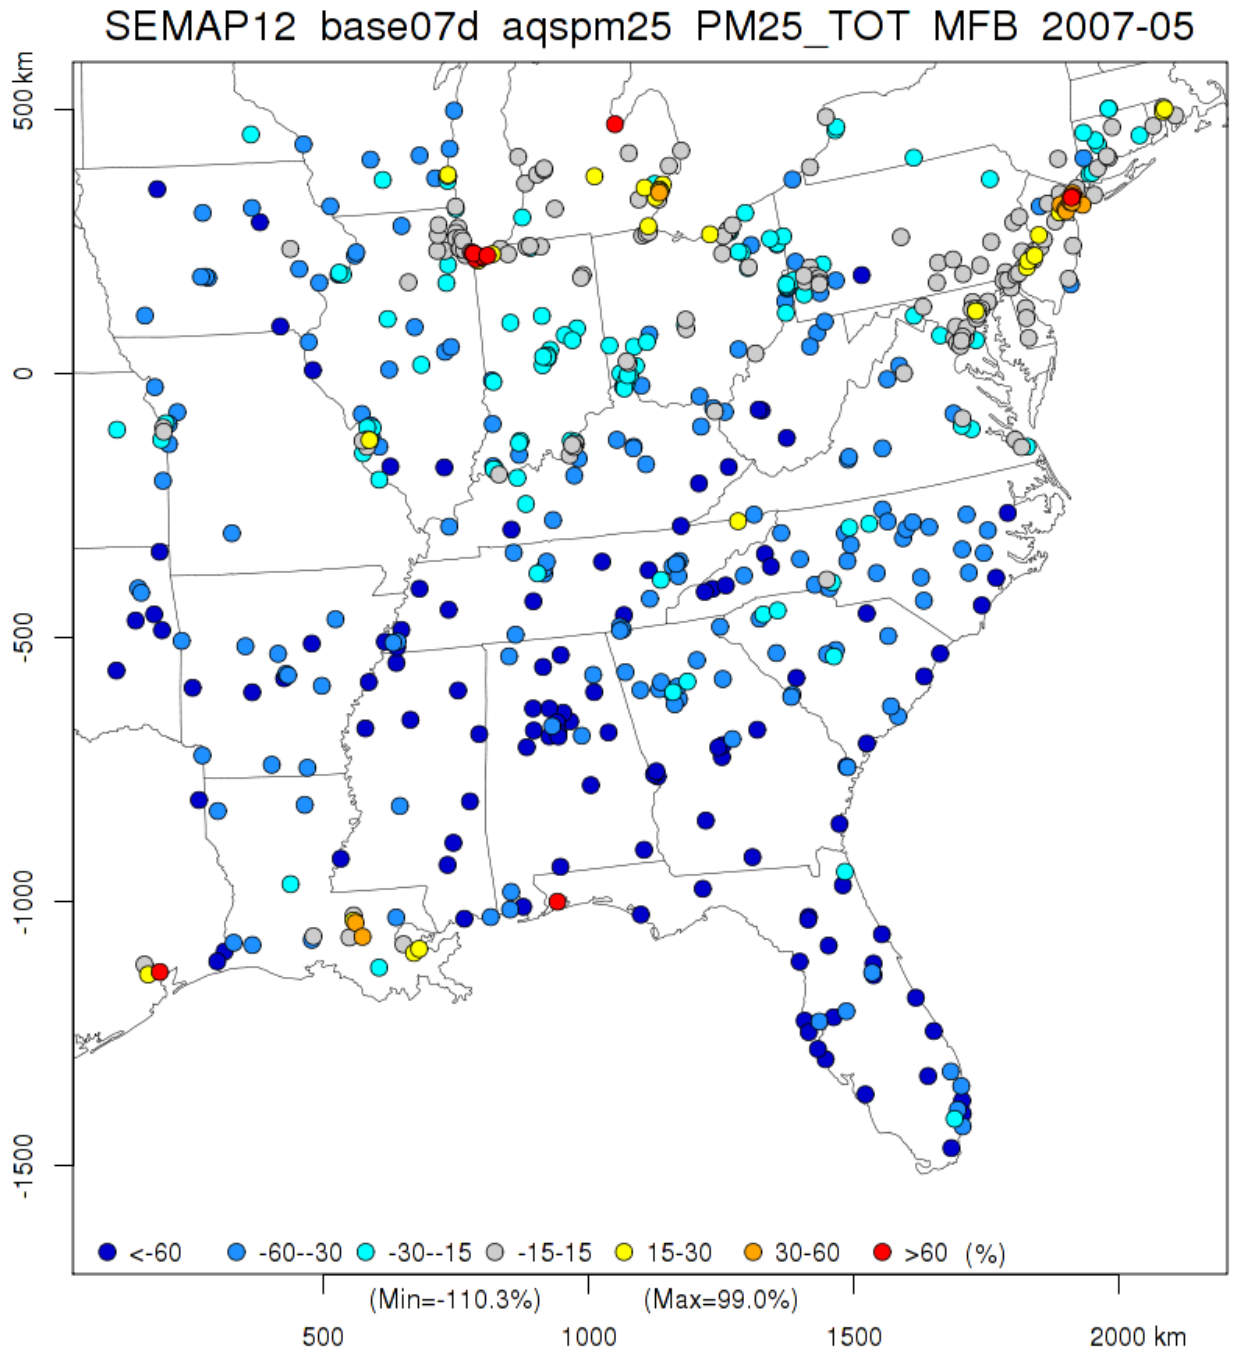 SEMAP12 base07d aqspm25 PM25_TOT MFB 2007-05
500 km
0
-500
-1000
-1500
<-60 -60--30 -30--15 -15-15 15-30 30-60 >60 (%)
(Min=-110.3%) (Max=99.0%)
500 1000 1500 2000 km